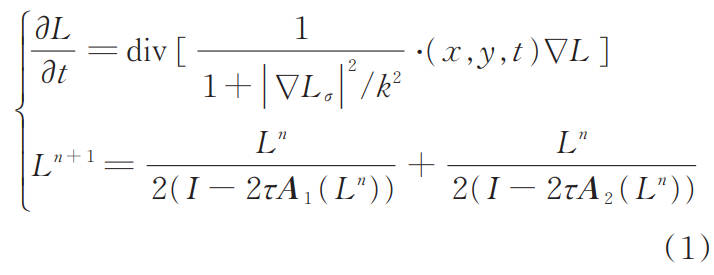 ∂L/∂t = div[ 1/(1+|∇L_σ|²/k²) ·(x,y,t)∇L ]
L^{n+1} = L^n/(2(I−2τA_1(L^n))) + L^n/(2(I−2τA_2(L^n)))
(1)